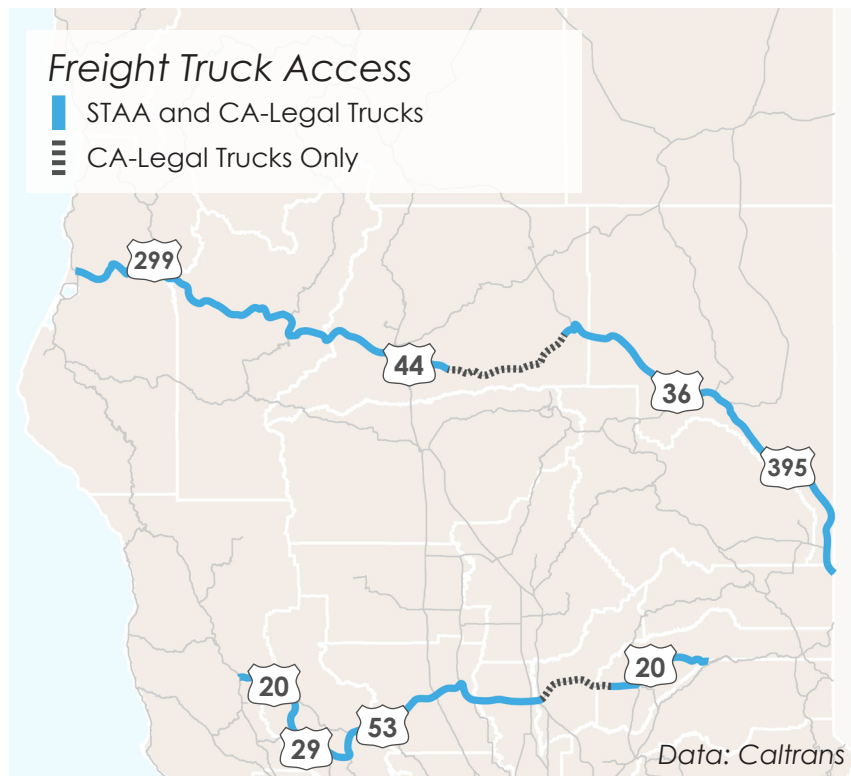 Freight Truck Access
STAA and CA-Legal Trucks
CA-Legal Trucks Only
299
44
36
395
20
20
53
29
Data: Caltrans